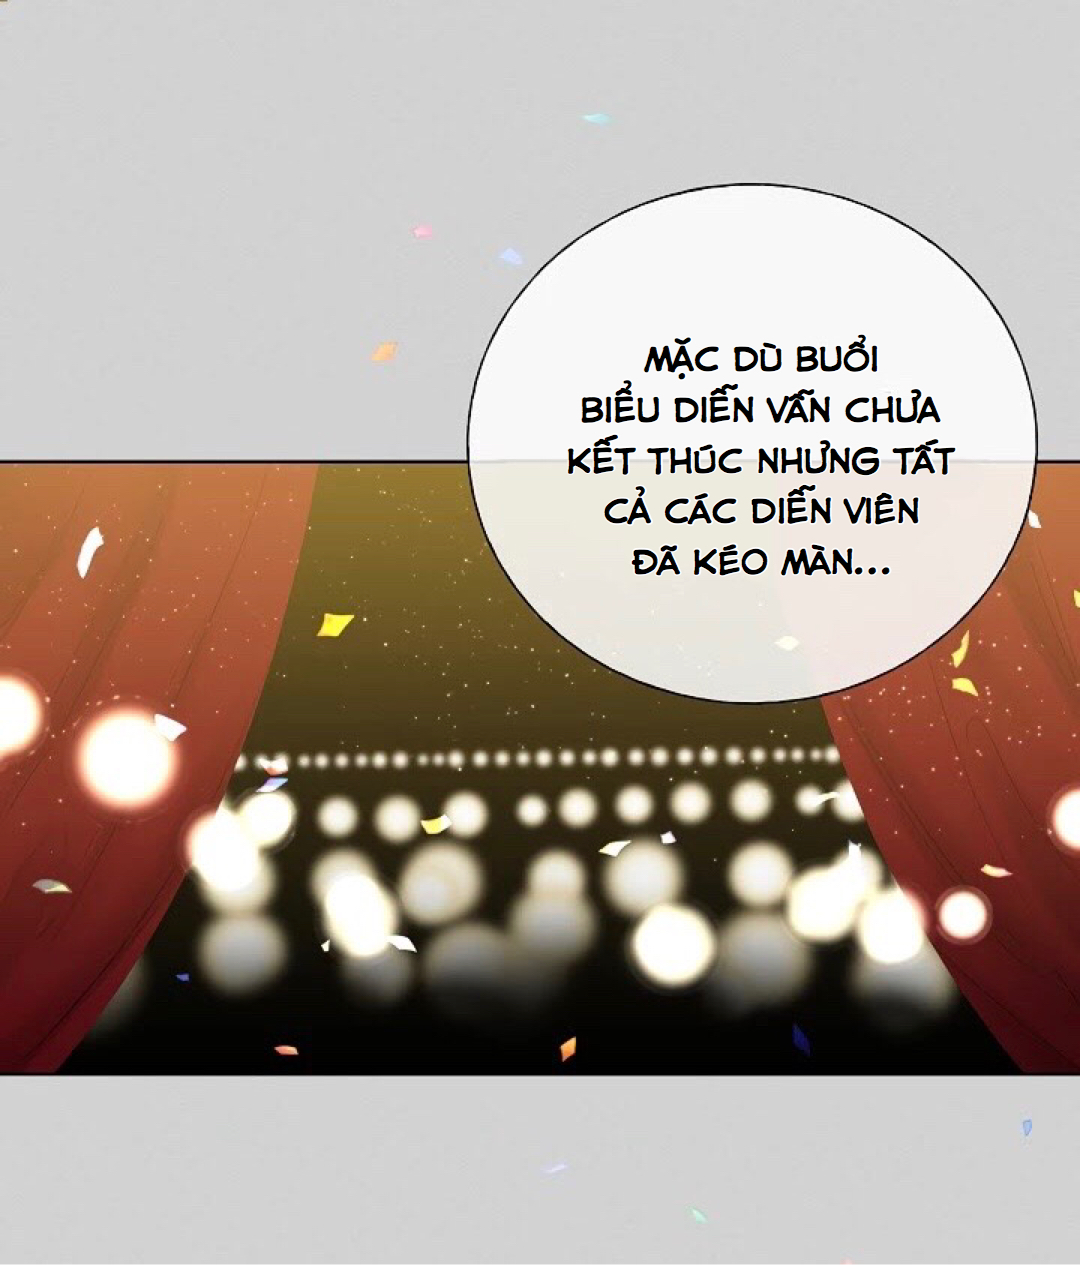 MẶC DÙ BUỔI
BIỂU DIỄN VẪN CHƯA
KẾT THÚC NHƯNG TẤT
CẢ CÁC DIỄN VIÊN
ĐÃ KÉO MÀN...